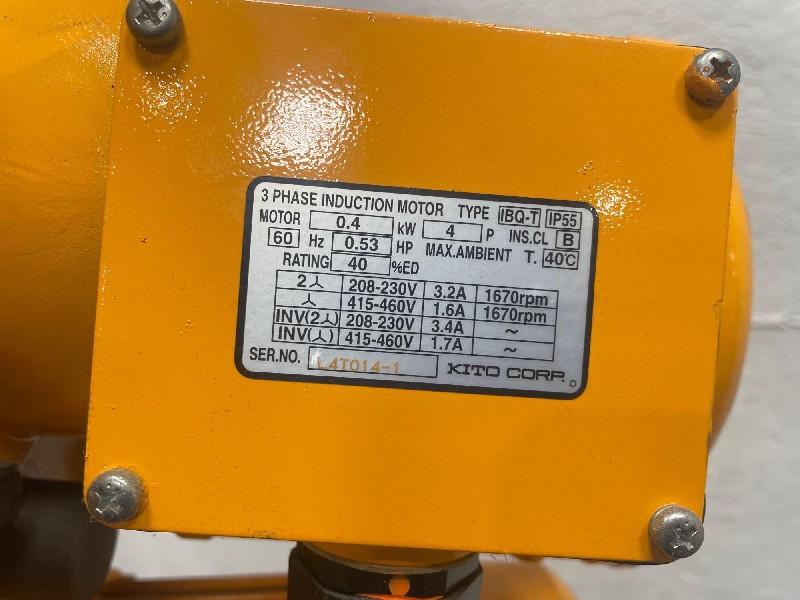 3 PHASE INDUCTION MOTOR TYPE IBQ-T IP55
MOTOR 0.4 kW 4 P INS.CL B
60 Hz 0.53 HP MAX.AMBIENT T. 40℃
RATING 40 %ED
2⅄ 208-230V 3.2A 1670rpm
⅄ 415-460V 1.6A 1670rpm
INV(2⅄) 208-230V 3.4A ~
INV(⅄) 415-460V 1.7A ~
SER.NO. L4T014-1 KITO CORP.